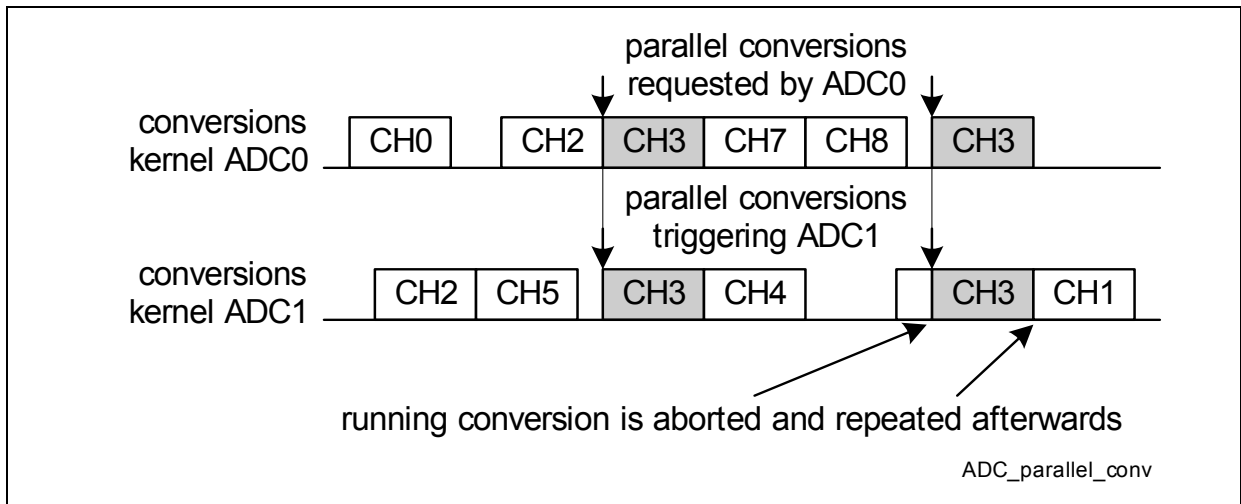 parallel conversions
requested by ADC0
conversions
kernel ADC0
CH0 CH2 CH3 CH7 CH8 CH3
parallel conversions
triggering ADC1
conversions
kernel ADC1
CH2 CH5 CH3 CH4 CH3 CH1
running conversion is aborted and repeated afterwards
ADC_parallel_conv